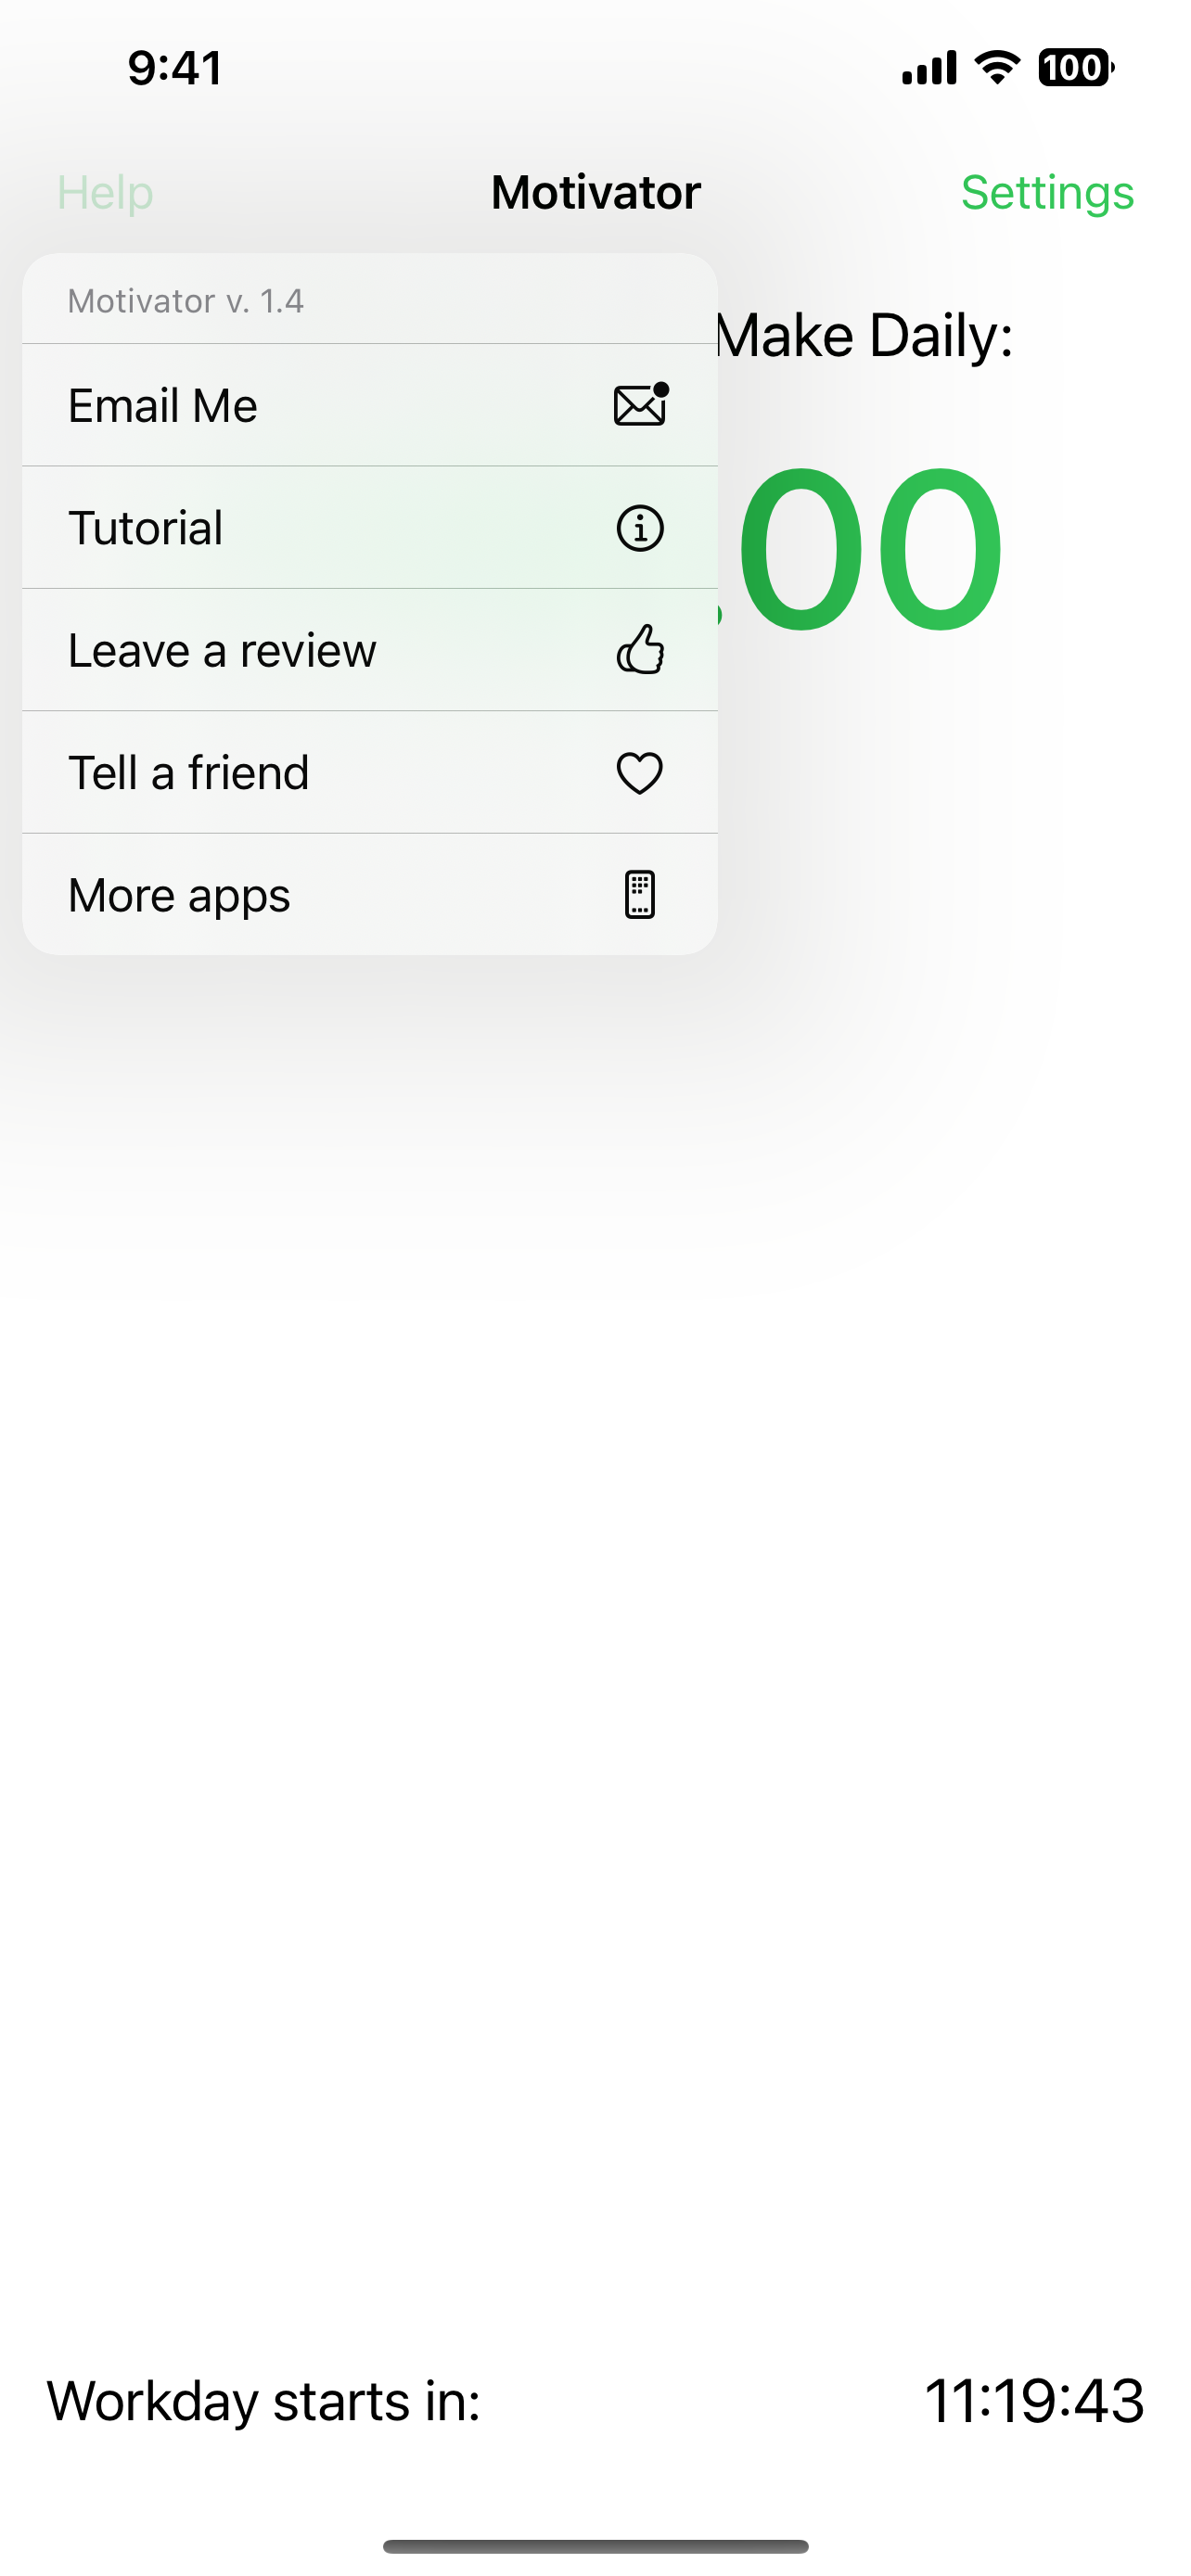 9:41
100
Help
Motivator
Settings
Motivator v. 1.4
Make Daily:
Email Me
.00
Tutorial
Leave a review
Tell a friend
More apps
Workday starts in:
11:19:43